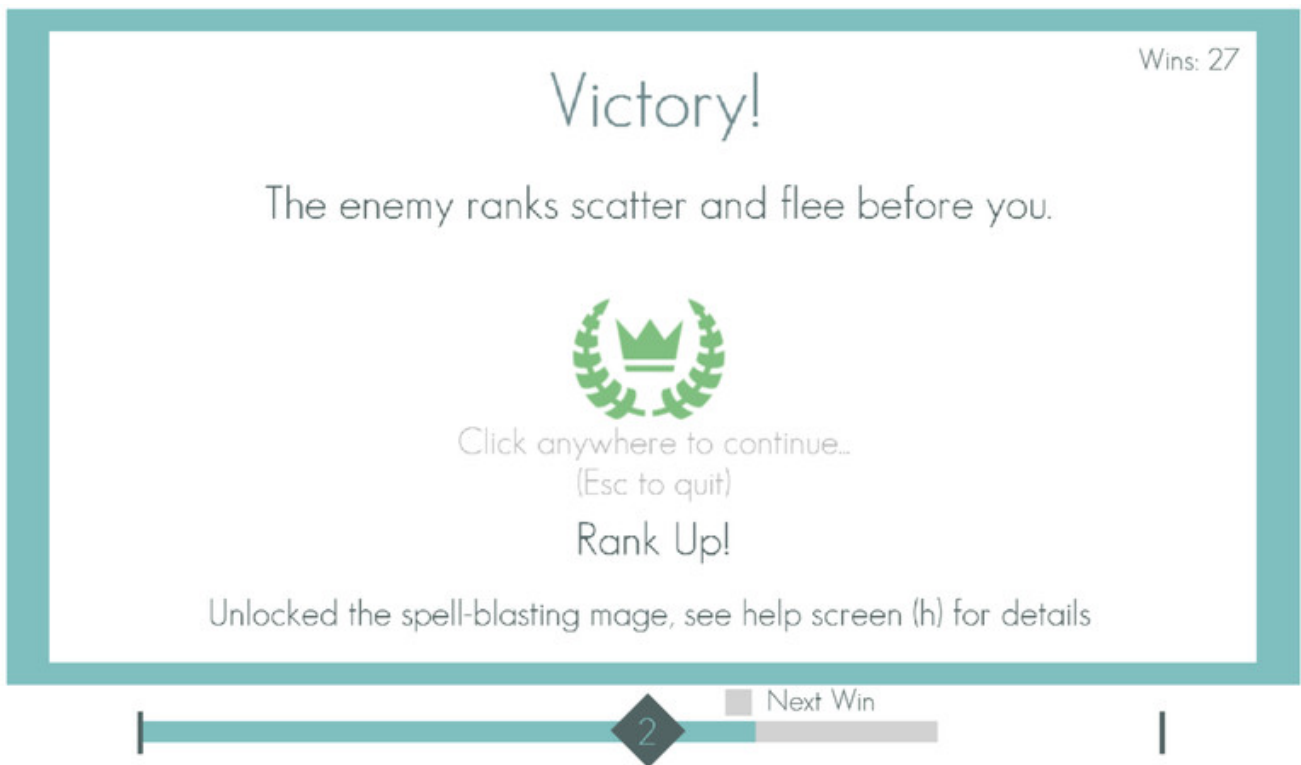 Wins: 27
Victory!
The enemy ranks scatter and flee before you.
Click anywhere to continue...
(Esc to quit)
Rank Up!
Unlocked the spell-blasting mage, see help screen (h) for details
Next Win
2